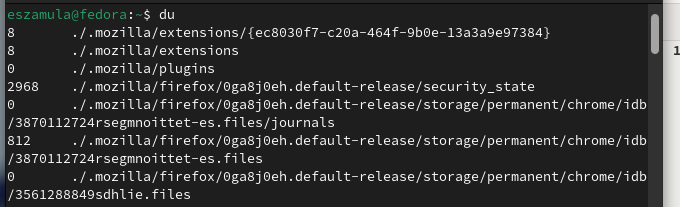 eszamula@fedora:~$ du
8       ./.mozilla/extensions/{ec8030f7-c20a-464f-9b0e-13a3a9e97384}
8       ./.mozilla/extensions
0       ./.mozilla/plugins
2968    ./.mozilla/firefox/0ga8j0eh.default-release/security_state
0       ./.mozilla/firefox/0ga8j0eh.default-release/storage/permanent/chrome/idb
/3870112724rsegmnoittet-es.files/journals
812     ./.mozilla/firefox/0ga8j0eh.default-release/storage/permanent/chrome/idb
/3870112724rsegmnoittet-es.files
0       ./.mozilla/firefox/0ga8j0eh.default-release/storage/permanent/chrome/idb
/3561288849sdhlie.files
1